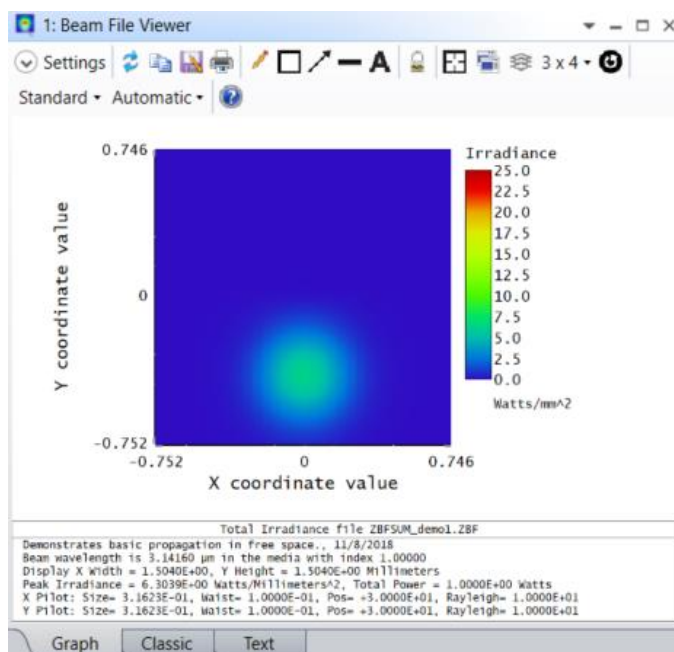 1: Beam File Viewer
Settings A 3 x 4
Standard Automatic
0.746
0
-0.752
Y coordinate value
-0.752 0 0.746
X coordinate value
Irradiance
25.0
22.5
20.0
17.5
15.0
12.5
10.0
7.5
5.0
2.5
0.0
Watts/mm^2
Total Irradiance file ZBFSUM_demo1.ZBF
Demonstrates basic propagation in free space., 11/8/2018
Beam wavelength is 3.14160 µm in the media with index 1.00000
Display X Width = 1.5040E+00, Y Height = 1.5040E+00 Millimeters
Peak Irradiance = 6.3039E+00 Watts/Millimeters^2, Total Power = 1.0000E+00 Watts
X Pilot: Size= 3.1623E-01, Waist= 1.0000E-01, Pos= +3.0000E+01, Rayleigh= 1.0000E+01
Y Pilot: Size= 3.1623E-01, Waist= 1.0000E-01, Pos= +3.0000E+01, Rayleigh= 1.0000E+01
Graph Classic Text